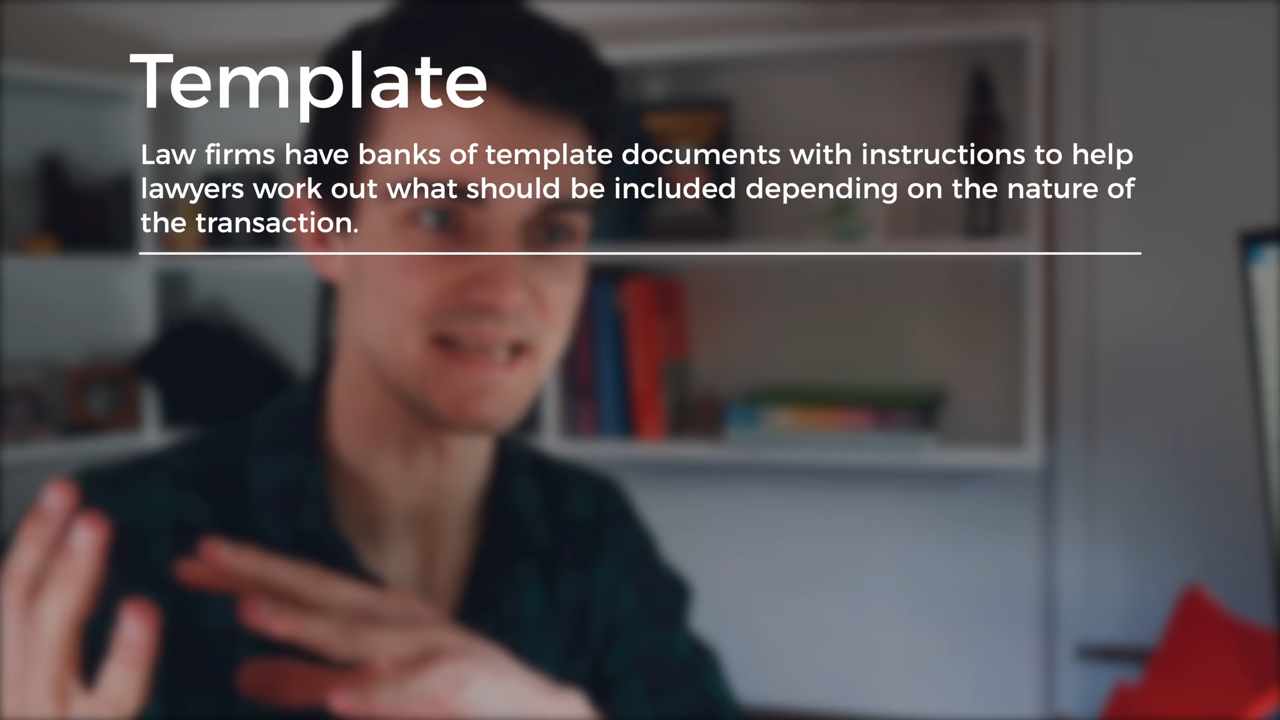 Template
Law firms have banks of template documents with instructions to help
lawyers work out what should be included depending on the nature of
the transaction.